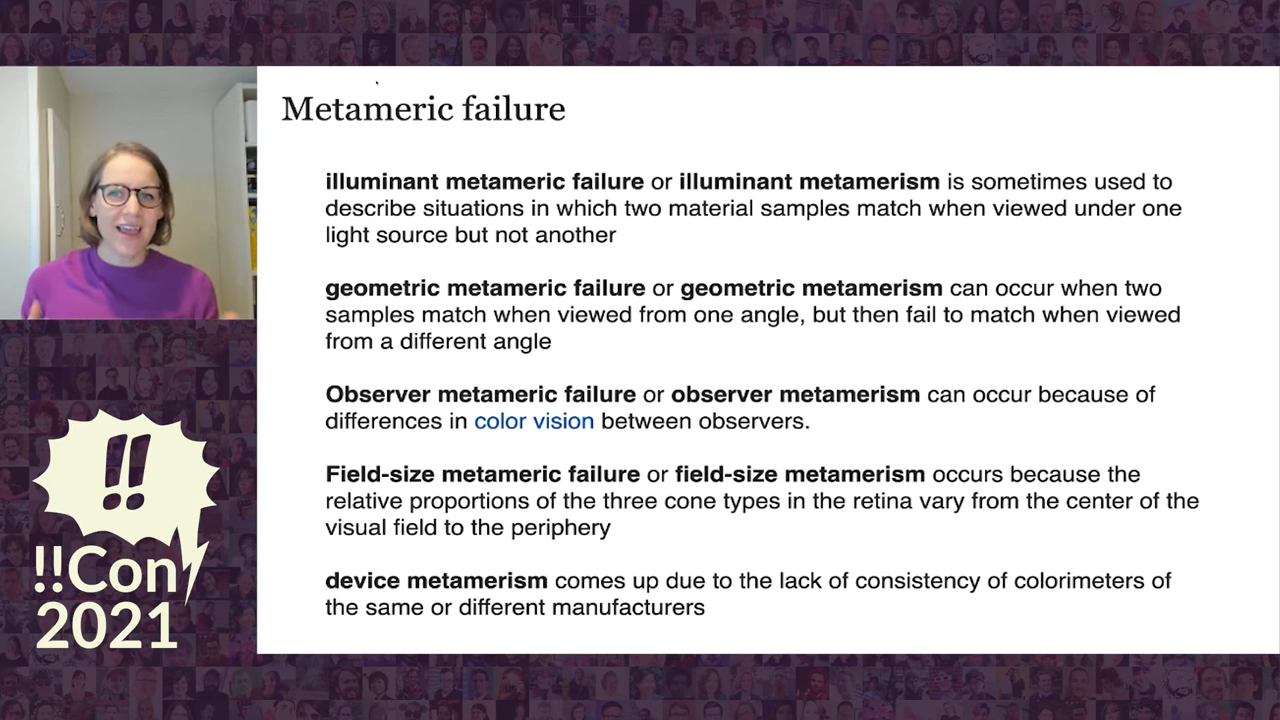 Metameric failure
illuminant metameric failure or illuminant metamerism is sometimes used to
describe situations in which two material samples match when viewed under one
light source but not another
geometric metameric failure or geometric metamerism can occur when two
samples match when viewed from one angle, but then fail to match when viewed
from a different angle
Observer metameric failure or observer metamerism can occur because of
differences in color vision between observers.
Field-size metameric failure or field-size metamerism occurs because the
relative proportions of the three cone types in the retina vary from the center of the
visual field to the periphery
device metamerism comes up due to the lack of consistency of colorimeters of
the same or different manufacturers
!!
!!Con
2021